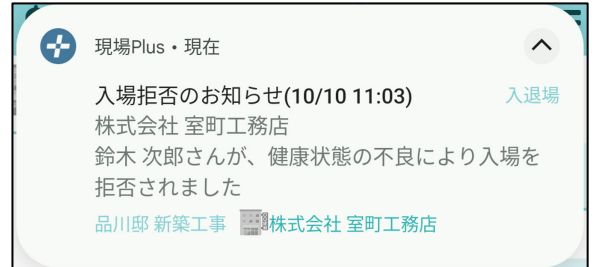 現場Plus・現在
入場拒否のお知らせ(10/10 11:03) 入退場
株式会社 室町工務店
鈴木 次郎さんが、健康状態の不良により入場を
拒否されました
品川邸 新築工事 株式会社 室町工務店